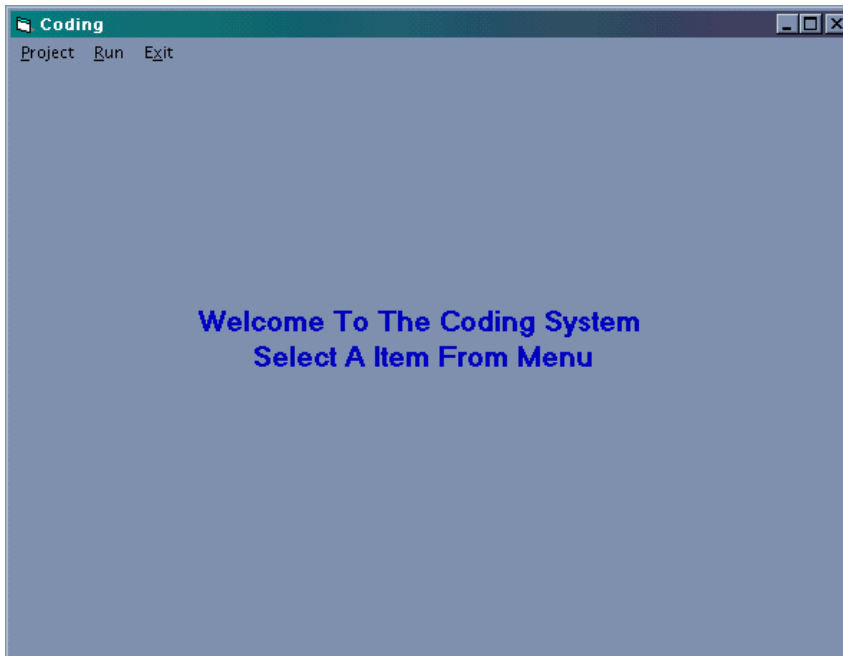 Coding
Project Run Exit
Welcome To The Coding System
Select A Item From Menu